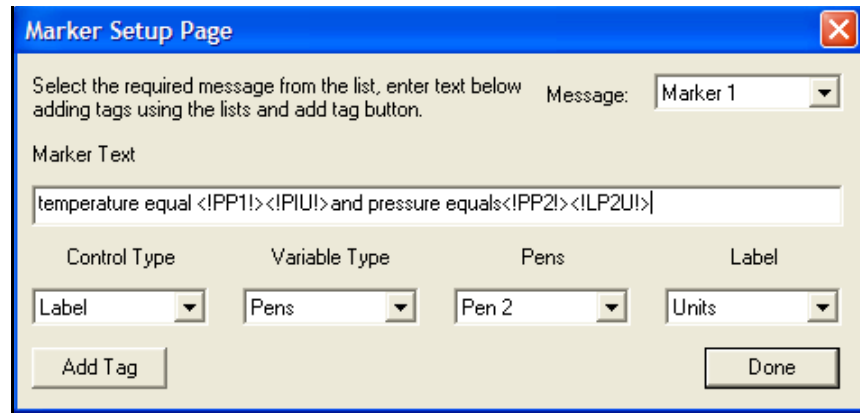 Marker Setup Page
Select the required message from the list, enter text below
adding tags using the lists and add tag button.
Message:
Marker 1
Marker Text
temperature equal <!PP1!><!PIU!>and pressure equals<!PP2!><!LP2U!>
Control Type Variable Type Pens Label
Label Pens Pen 2 Units
Add Tag Done